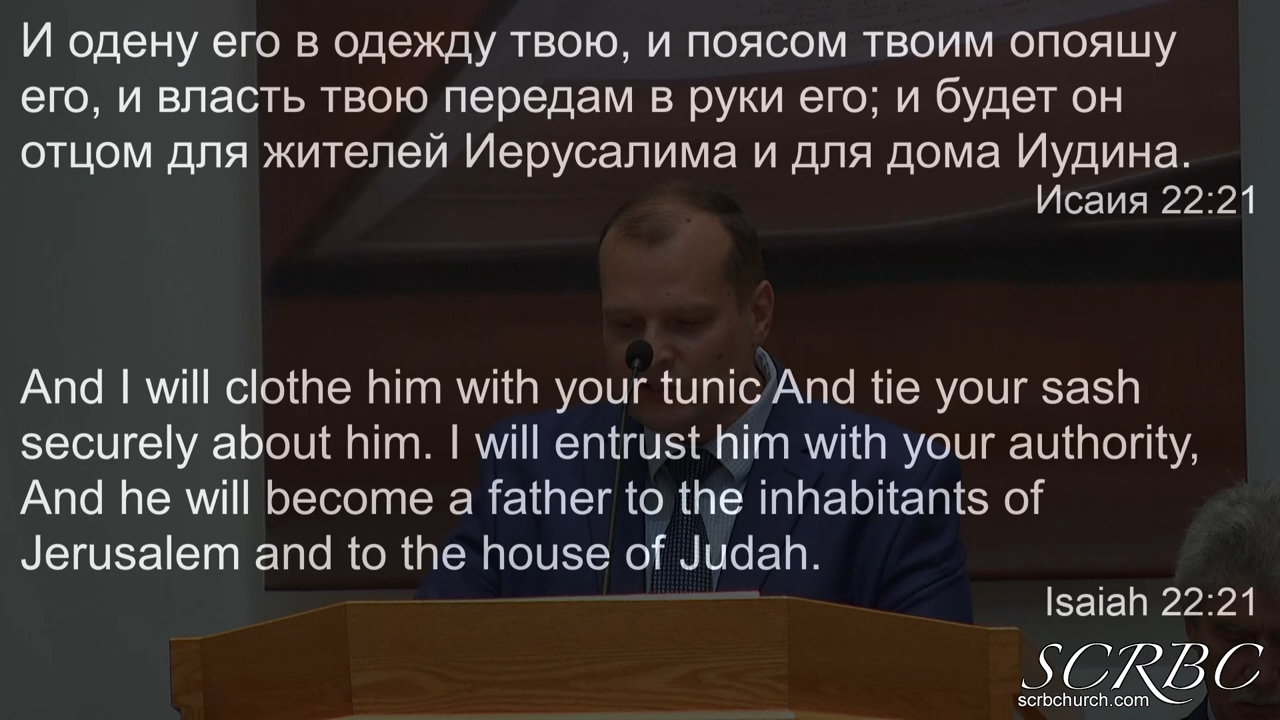 И одену его в одежду твою, и поясом твоим опояшу
его, и власть твою передам в руки его; и будет он
отцом для жителей Иерусалима и для дома Иудина.
Исаия 22:21
And I will clothe him with your tunic And tie your sash
securely about him. I will entrust him with your authority,
And he will become a father to the inhabitants of
Jerusalem and to the house of Judah.
Isaiah 22:21
SCRBC
scrbchurch.com